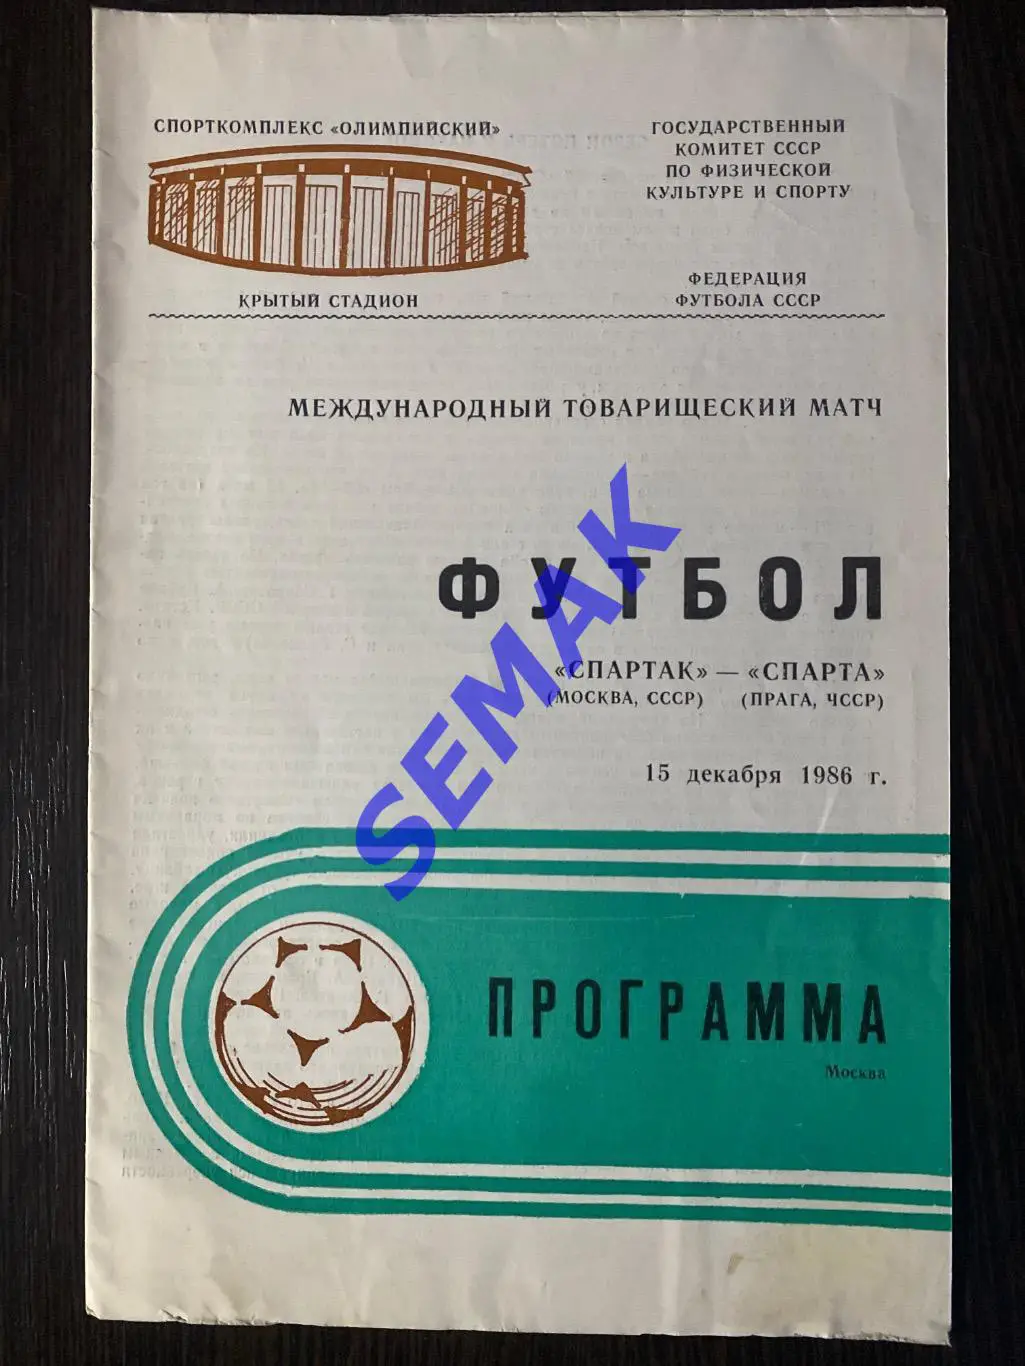 СПОРТКОМПЛЕКС «ОЛИМПИЙСКИЙ»
КРЫТЫЙ СТАДИОН
ГОСУДАРСТВЕННЫЙ
КОМИТЕТ СССР
ПО ФИЗИЧЕСКОЙ
КУЛЬТУРЕ И СПОРТУ
ФЕДЕРАЦИЯ
ФУТБОЛА СССР
МЕЖДУНАРОДНЫЙ ТОВАРИЩЕСКИЙ МАТЧ
ФУТБОЛ
«СПАРТАК» — «СПАРТА»
(МОСКВА, СССР) (ПРАГА, ЧССР)
15 декабря 1986 г.
SEMAK
ПРОГРАММА
Москва